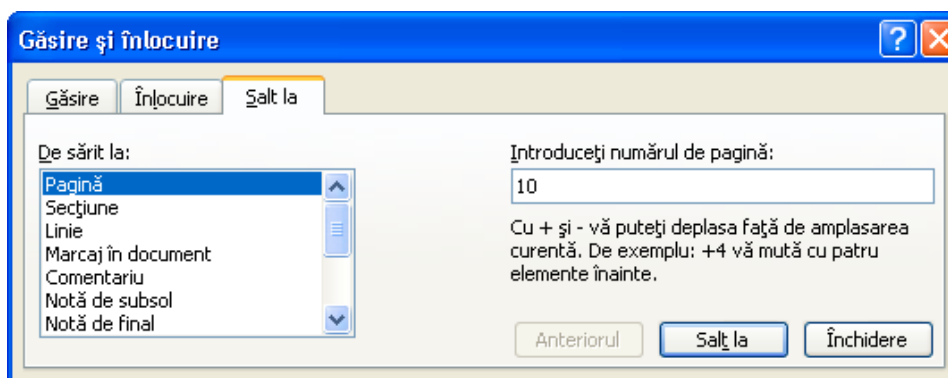 Găsire şi înlocuire
Găsire Înlocuire Salt la
De sărit la:
Pagină
Secţiune
Linie
Marcaj în document
Comentariu
Notă de subsol
Notă de final
Introduceţi numărul de pagină:
10
Cu + şi - vă puteţi deplasa faţă de amplasarea
curentă. De exemplu: +4 vă mută cu patru
elemente înainte.
Anteriorul Salt la Închidere